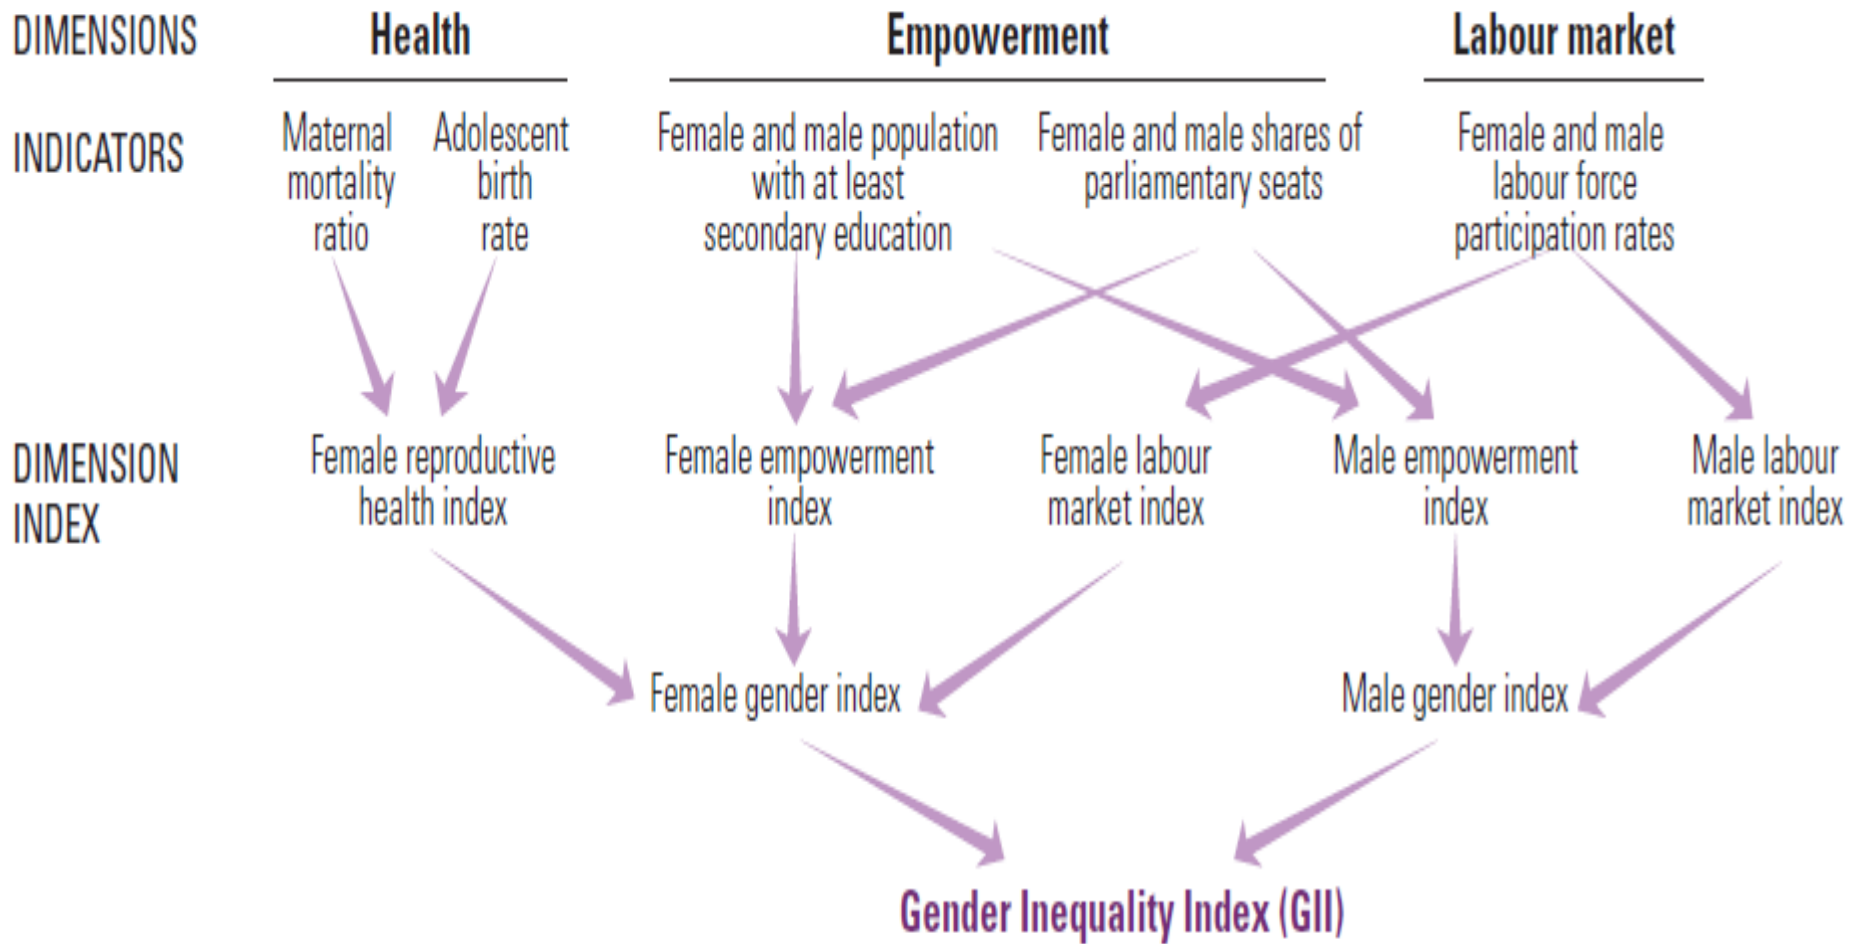 DIMENSIONS
Health
Empowerment
Labour market
INDICATORS
Maternal
mortality
ratio
Adolescent
birth
rate
Female and male population
with at least
secondary education
Female and male shares of
parliamentary seats
Female and male
labour force
participation rates
DIMENSION
INDEX
Female reproductive
health index
Female empowerment
index
Female labour
market index
Male empowerment
index
Male labour
market index
Female gender index
Male gender index
Gender Inequality Index (GII)